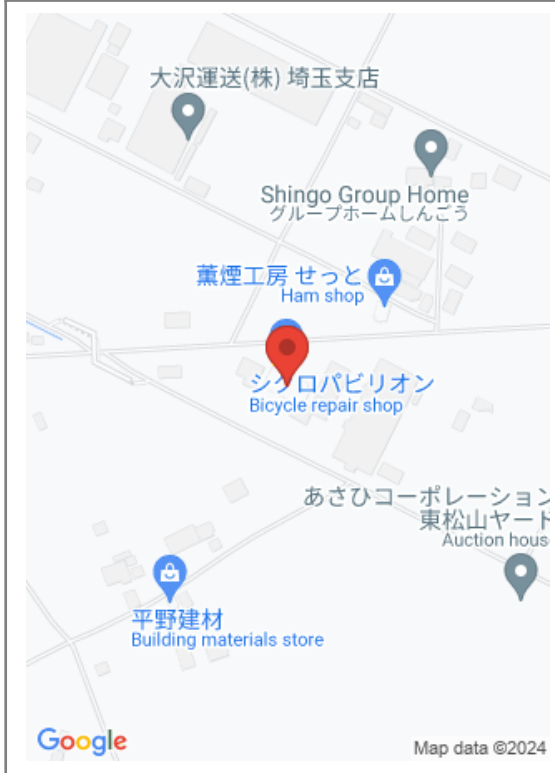 大沢運送(株) 埼玉支店
Shingo Group Home
グループホームしんごう
薫煙工房 せっと
Ham shop
シクロパビリオン
Bicycle repair shop
あさひコーポレーション
東松山ヤード
Auction hous
平野建材
Building materials store
Google
Map data ©2024